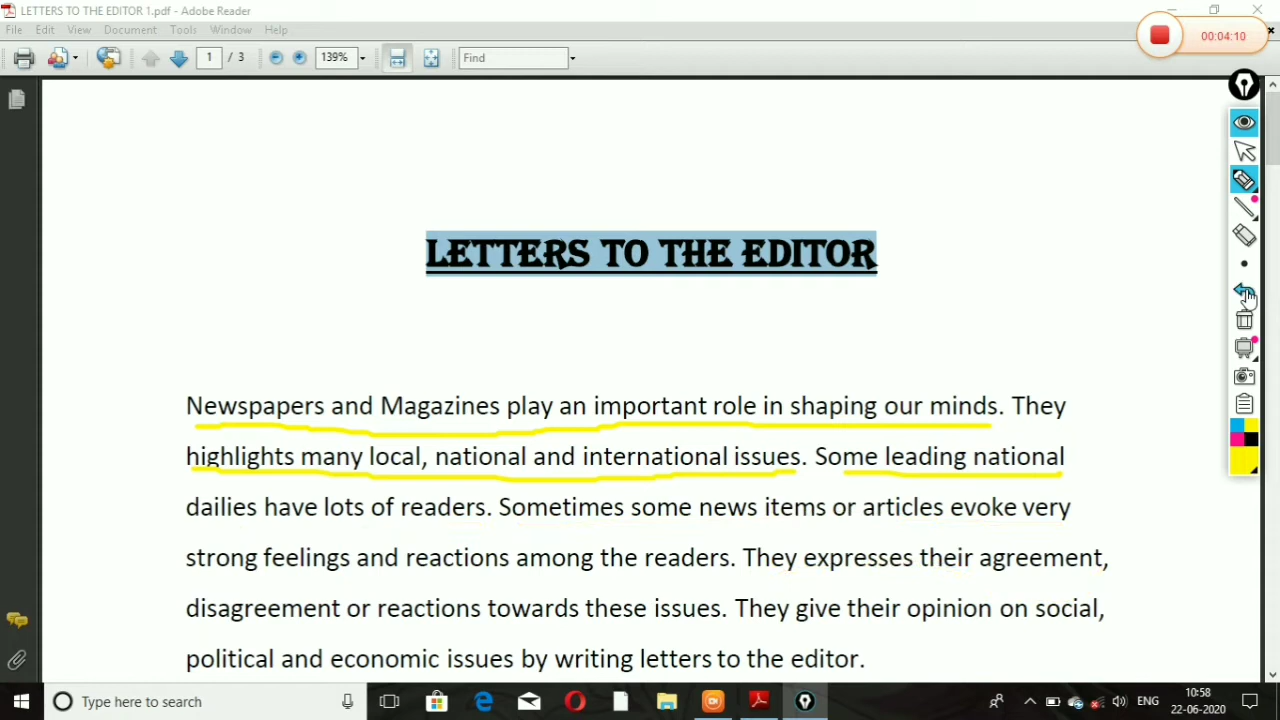 LETTERS TO THE EDITOR 1.pdf - Adobe Reader
File Edit View Document Tools Window Help
00:04:10
1 / 3 139% Find
LETTERS TO THE EDITOR
Newspapers and Magazines play an important role in shaping our minds. They
highlights many local, national and international issues. Some leading national
dailies have lots of readers. Sometimes some news items or articles evoke very
strong feelings and reactions among the readers. They expresses their agreement,
disagreement or reactions towards these issues. They give their opinion on social,
political and economic issues by writing letters to the editor.
Type here to search
ENG
10:58
22-06-2020